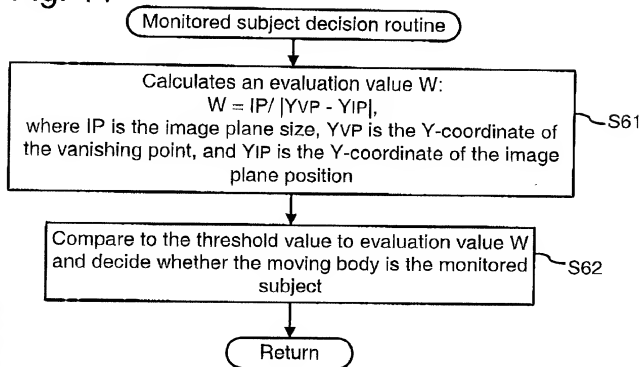 Monitored subject decision routine
Calculates an evaluation value W:
W = IP/ |YVP - YIP|,
where IP is the image plane size, YVP is the Y-coordinate of
the vanishing point, and YIP is the Y-coordinate of the image
plane position
S61
Compare to the threshold value to evaluation value W
and decide whether the moving body is the monitored
subject
S62
Return